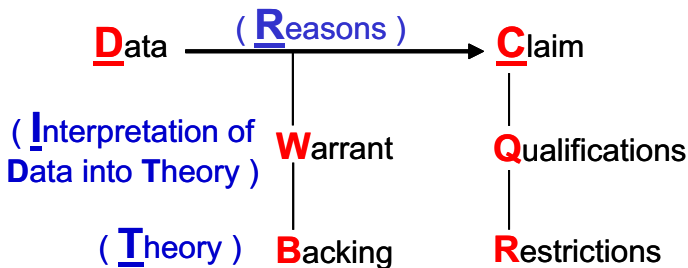 ( Reasons )
Data Claim
( Interpretation of
Data into Theory )
Warrant Qualifications
( Theory ) Backing Restrictions